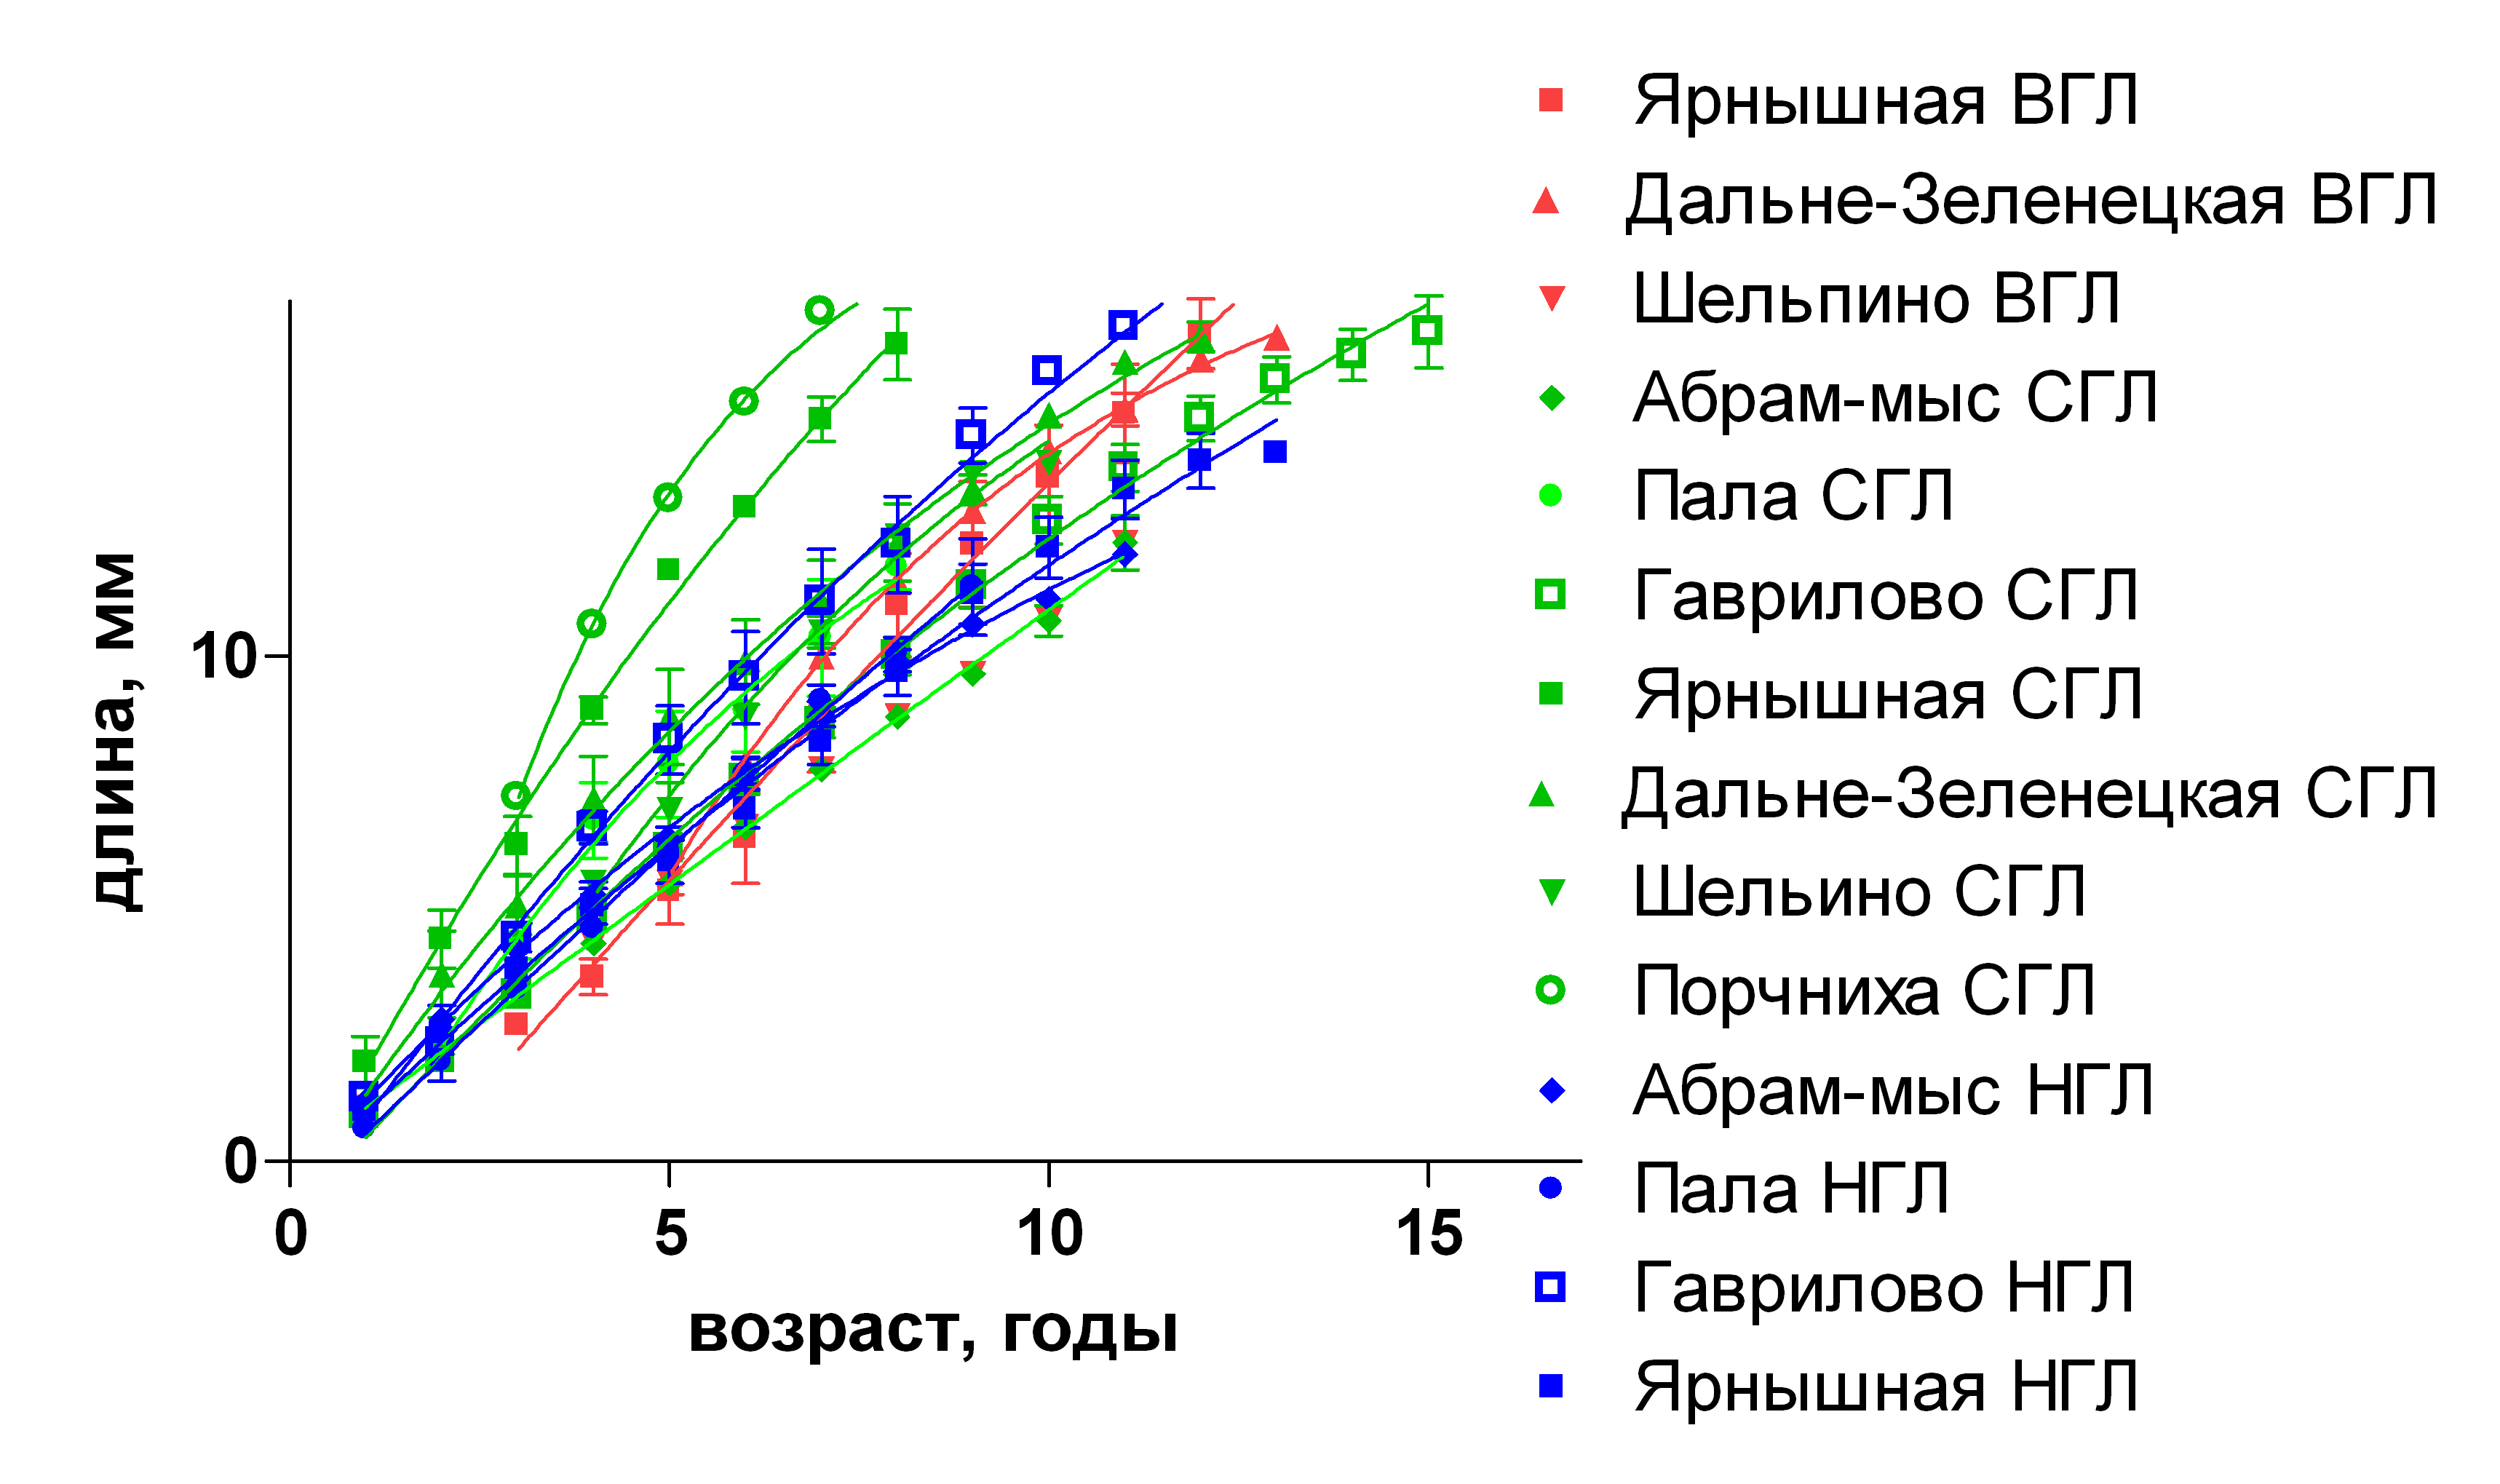 Ярнышная ВГЛ
Дальне-Зеленецкая ВГЛ
Шельпино ВГЛ
Абрам-мыс СГЛ
Пала СГЛ
Гаврилово СГЛ
Ярнышная СГЛ
Дальне-Зеленецкая СГЛ
Шельино СГЛ
Порчниха СГЛ
Абрам-мыс НГЛ
Пала НГЛ
Гаврилово НГЛ
Ярнышная НГЛ
длина, мм
10
0
0 5 10 15
возраст, годы